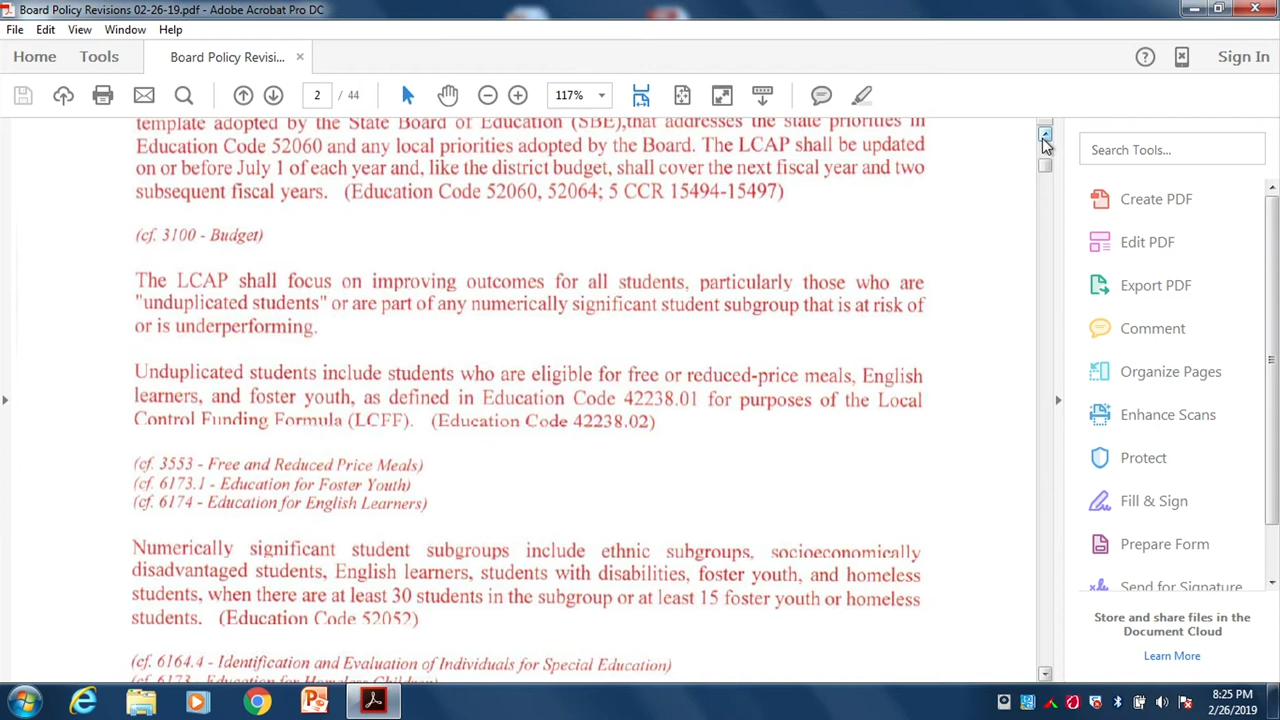 Board Policy Revisions 02-26-19.pdf - Adobe Acrobat Pro DC
File Edit View Window Help
Home Tools Board Policy Revisi... × Sign In
2 / 44 117%
template adopted by the State Board of Education (SBE),that addresses the state priorities in
Education Code 52060 and any local priorities adopted by the Board. The LCAP shall be updated
on or before July 1 of each year and, like the district budget, shall cover the next fiscal year and two
subsequent fiscal years. (Education Code 52060, 52064; 5 CCR 15494-15497)
(cf. 3100 - Budget)
The LCAP shall focus on improving outcomes for all students, particularly those who are
"unduplicated students" or are part of any numerically significant student subgroup that is at risk of
or is underperforming.
Unduplicated students include students who are eligible for free or reduced-price meals, English
learners, and foster youth, as defined in Education Code 42238.01 for purposes of the Local
Control Funding Formula (LCFF). (Education Code 42238.02)
(cf. 3553 - Free and Reduced Price Meals)
(cf. 6173.1 - Education for Foster Youth)
(cf. 6174 - Education for English Learners)
Numerically significant student subgroups include ethnic subgroups, socioeconomically
disadvantaged students, English learners, students with disabilities, foster youth, and homeless
students, when there are at least 30 students in the subgroup or at least 15 foster youth or homeless
students. (Education Code 52052)
(cf. 6164.4 - Identification and Evaluation of Individuals for Special Education)
(cf. 6173 - Education for Homeless Children)
Search Tools...
Create PDF
Edit PDF
Export PDF
Comment
Organize Pages
Enhance Scans
Protect
Fill & Sign
Prepare Form
Send for Signature
Store and share files in the
Document Cloud
Learn More
8:25 PM
2/26/2019